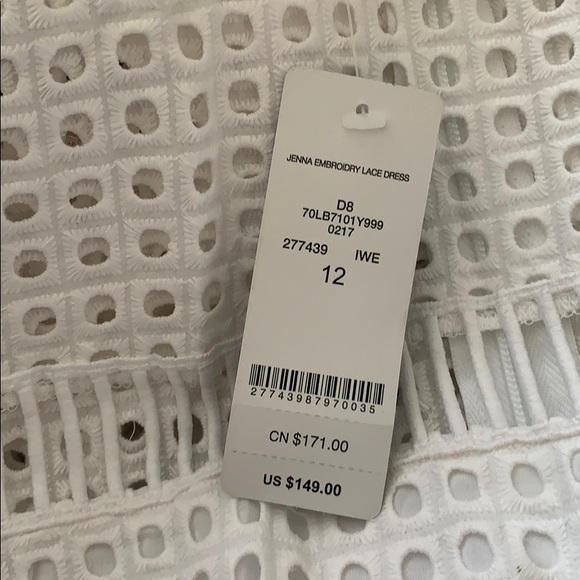 JENNA EMBROIDRY LACE DRESS
D8
70LB7101Y999
0217
277439 IWE
12
27743987970035
CN $171.00
US $149.00